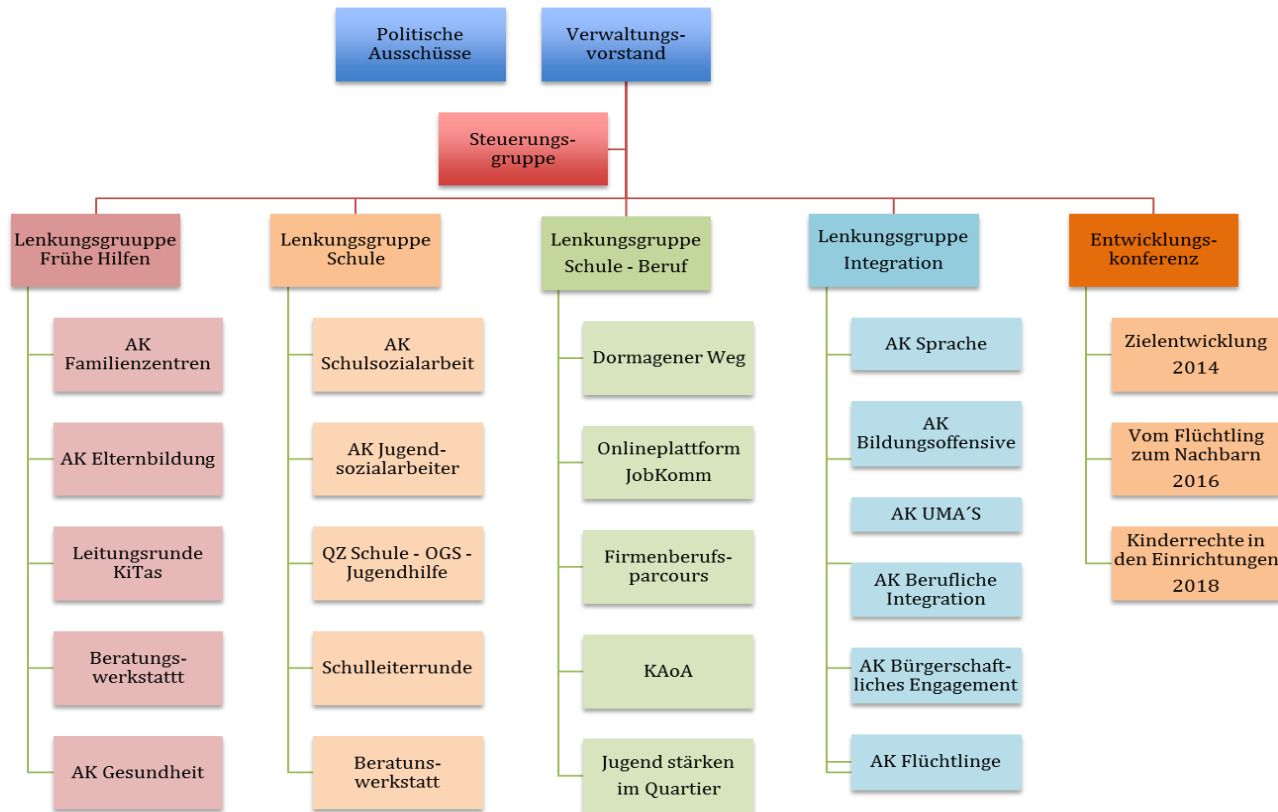 Politische
Ausschüsse
Verwaltungs-
vorstand
Steuerungs-
gruppe
Lenkungsgruuppe
Frühe Hilfen
AK
Familienzentren
AK Elternbildung
Leitungsrunde
KiTas
Beratungs-
werkstattt
AK Gesundheit
Lenkungsgruppe
Schule
AK
Schulsozialarbeit
AK Jugend-
sozialarbeiter
QZ Schule - OGS -
Jugendhilfe
Schulleiterrunde
Beratuns-
werkstatt
Lenkungsgruppe
Schule - Beruf
Dormagener Weg
Onlineplattform
JobKomm
Firmenberufs-
parcours
KAoA
Jugend stärken
im Quartier
Lenkungsgruppe
Integration
AK Sprache
AK
Bildungsoffensive
AK UMA´S
AK Berufliche
Integration
AK Bürgerschaft-
liches Engagement
AK Flüchtlinge
Entwicklungs-
konferenz
Zielentwicklung
2014
Vom Flüchtling
zum Nachbarn
2016
Kinderrechte in
den Einrichtungen
2018